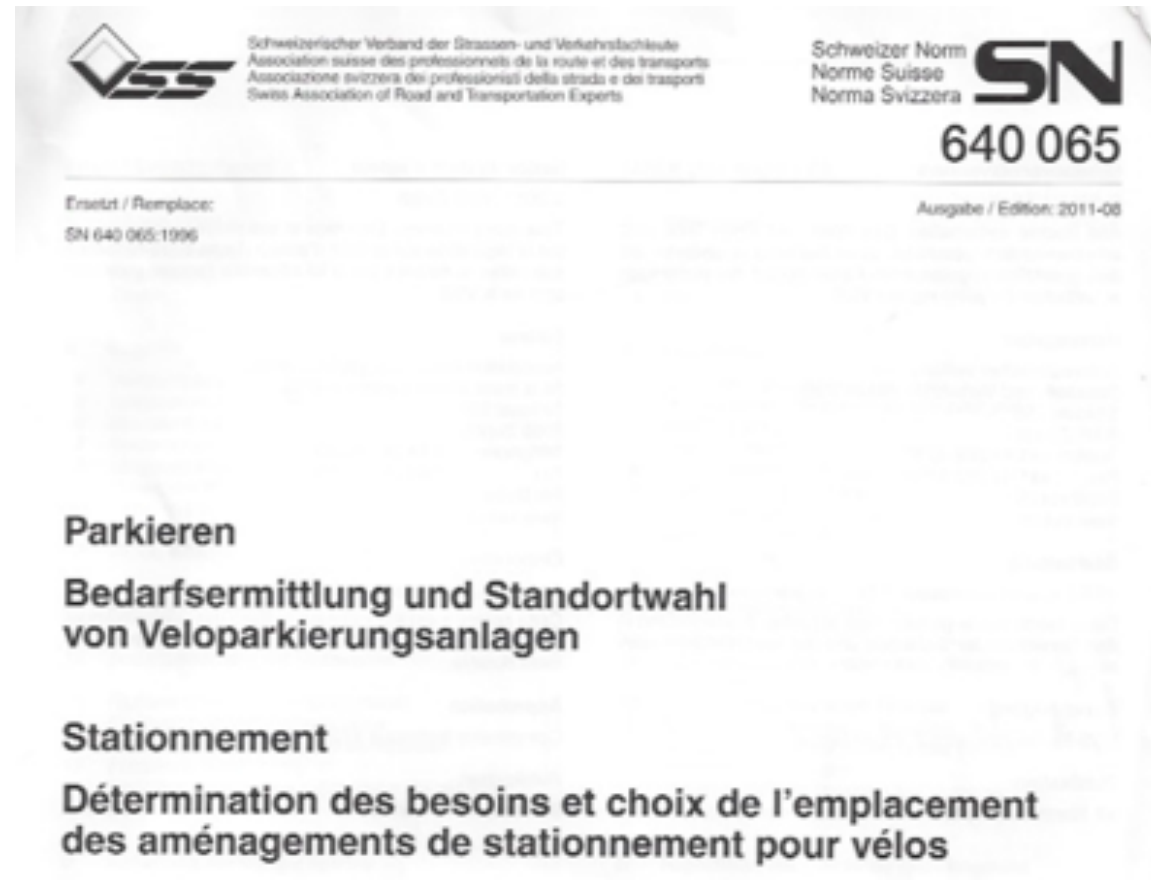 VSS
Schweizerischer Verband der Strassen- und Verkehrsfachleute
Association suisse des professionnels de la route et des transports
Associazione svizzera dei professionisti della strada e dei trasporti
Swiss Association of Road and Transportation Experts
Schweizer Norm
Norme Suisse
Norma Svizzera
SN
640 065
Ersetzt / Remplace:
SN 640 065:1996
Ausgabe / Edition: 2011-08
Parkieren
Bedarfsermittlung und Standortwahl
von Veloparkierungsanlagen
Stationnement
Détermination des besoins et choix de l'emplacement
des aménagements de stationnement pour vélos